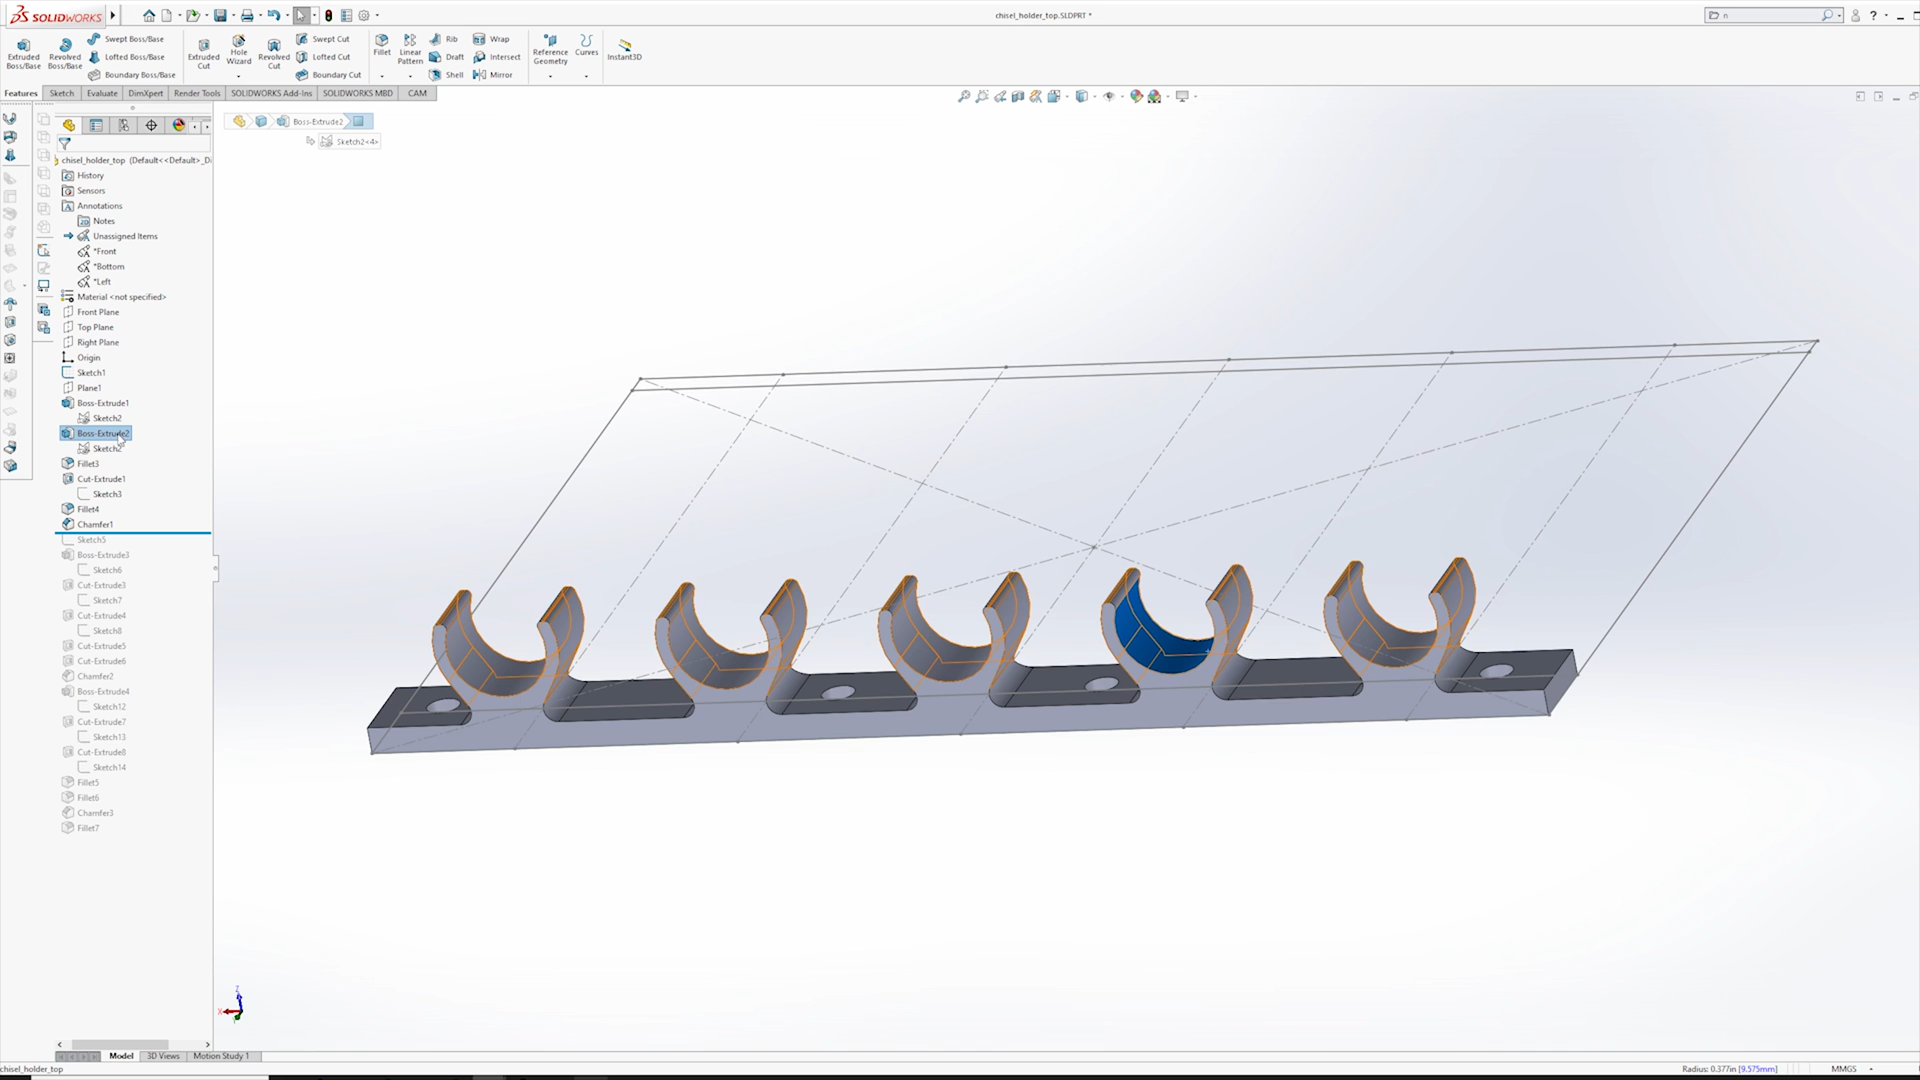 SOLIDWORKS
chisel_holder_top.SLDPRT *
n
?
Extruded Boss/Base
Revolved Boss/Base
Swept Boss/Base
Lofted Boss/Base
Boundary Boss/Base
Extruded Cut
Hole Wizard
Revolved Cut
Swept Cut
Lofted Cut
Boundary Cut
Fillet
Linear Pattern
Rib
Draft
Shell
Wrap
Intersect
Mirror
Reference Geometry
Curves
Instant3D
Features
Sketch
Evaluate
DimXpert
Render Tools
SOLIDWORKS Add-Ins
SOLIDWORKS MBD
CAM
Boss-Extrude2
Sketch2<4>
chisel_holder_top (Default<<Default>_Di
History
Sensors
Annotations
Notes
Unassigned Items
*Front
*Bottom
*Left
Material <not specified>
Front Plane
Top Plane
Right Plane
Origin
Sketch1
Plane1
Boss-Extrude1
Sketch2
Boss-Extrude2
Sketch2
Fillet3
Cut-Extrude1
Sketch3
Fillet4
Chamfer1
Sketch5
Boss-Extrude3
Sketch6
Cut-Extrude3
Sketch7
Cut-Extrude4
Sketch8
Cut-Extrude5
Cut-Extrude6
Chamfer2
Boss-Extrude4
Sketch12
Cut-Extrude7
Sketch13
Cut-Extrude8
Sketch14
Fillet5
Fillet6
Chamfer3
Fillet7
Z
X
Model
3D Views
Motion Study 1
chisel_holder_top
Radius: 0.377in [9.575mm]
MMGS